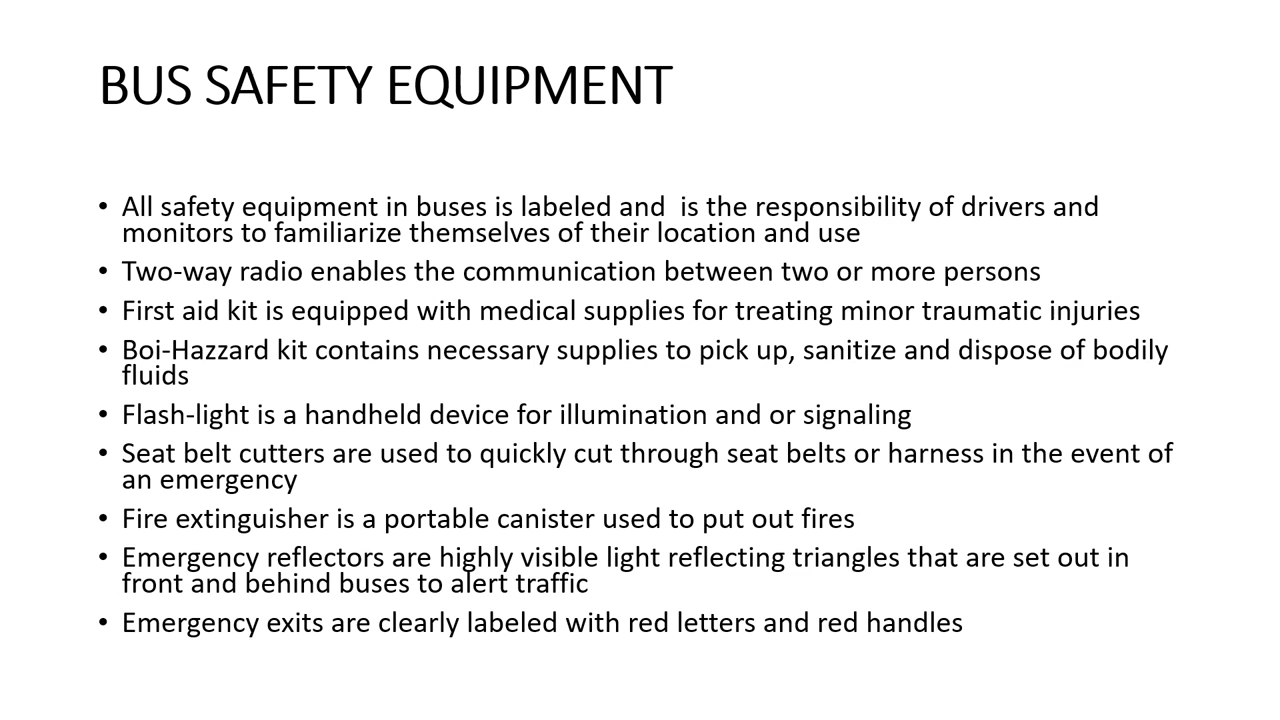 BUS SAFETY EQUIPMENT
• All safety equipment in buses is labeled and  is the responsibility of drivers and
monitors to familiarize themselves of their location and use
• Two-way radio enables the communication between two or more persons
• First aid kit is equipped with medical supplies for treating minor traumatic injuries
• Boi-Hazzard kit contains necessary supplies to pick up, sanitize and dispose of bodily
fluids
• Flash-light is a handheld device for illumination and or signaling
• Seat belt cutters are used to quickly cut through seat belts or harness in the event of
an emergency
• Fire extinguisher is a portable canister used to put out fires
• Emergency reflectors are highly visible light reflecting triangles that are set out in
front and behind buses to alert traffic
• Emergency exits are clearly labeled with red letters and red handles